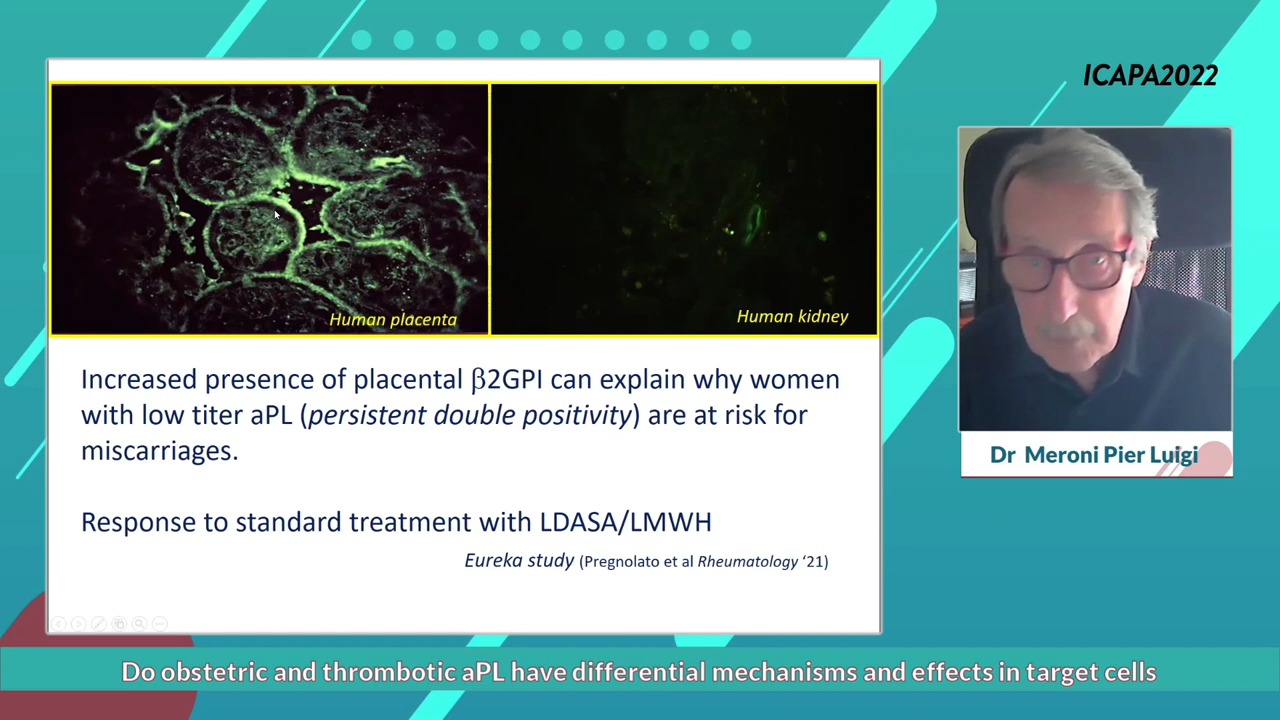 ICAPA2022
Human placenta
Human kidney
Increased presence of placental β2GPI can explain why women
with low titer aPL (persistent double positivity) are at risk for
miscarriages.
Response to standard treatment with LDASA/LMWH
Eureka study (Pregnolato et al Rheumatology ‘21)
Dr Meroni Pier Luigi
Do obstetric and thrombotic aPL have differential mechanisms and effects in target cells